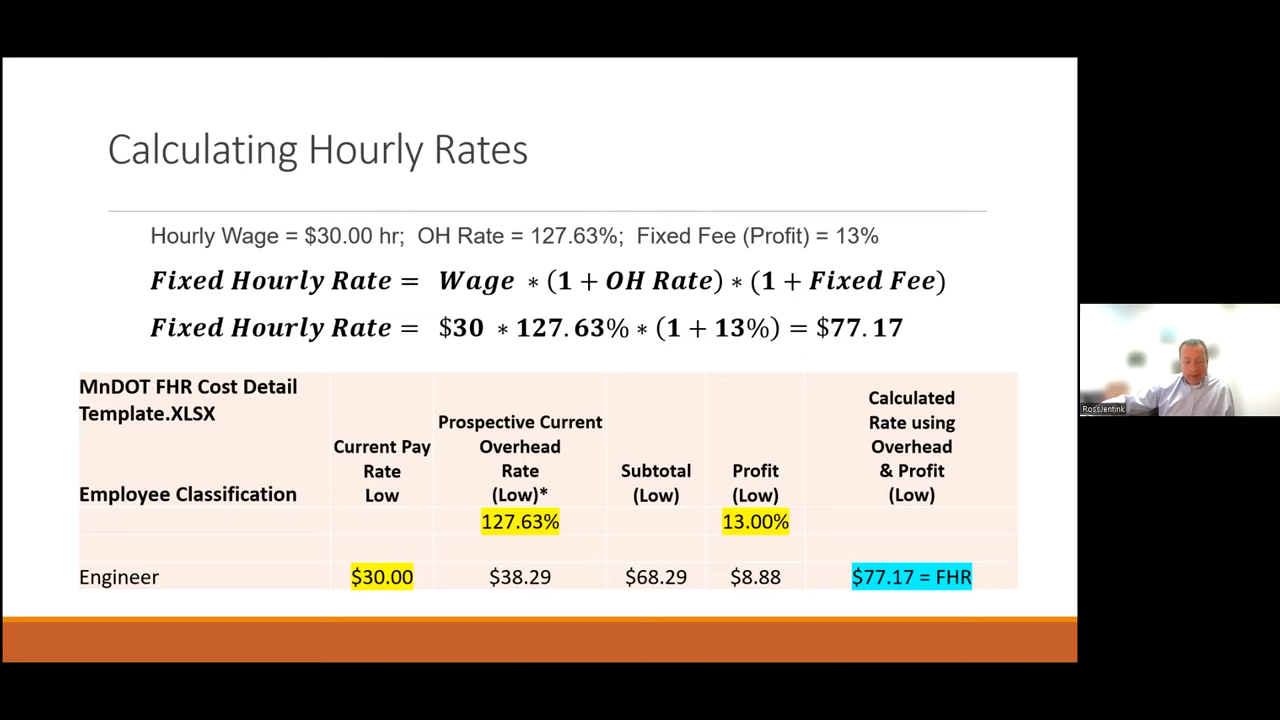 Calculating Hourly Rates
Hourly Wage = $30.00 hr; OH Rate = 127.63%; Fixed Fee (Profit) = 13%
Fixed Hourly Rate = Wage * (1 + OH Rate) * (1 + Fixed Fee)
Fixed Hourly Rate = $30 * 127.63% * (1 + 13%) = $77.17
MnDOT FHR Cost Detail
Template.XLSX
Employee Classification
Current Pay
Rate
Low
Prospective Current
Overhead
Rate
(Low)*
Subtotal
(Low)
Profit
(Low)
Calculated
Rate using
Overhead
& Profit
(Low)
127.63% 13.00%
Engineer $30.00 $38.29 $68.29 $8.88 $77.17 = FHR
RossJentink